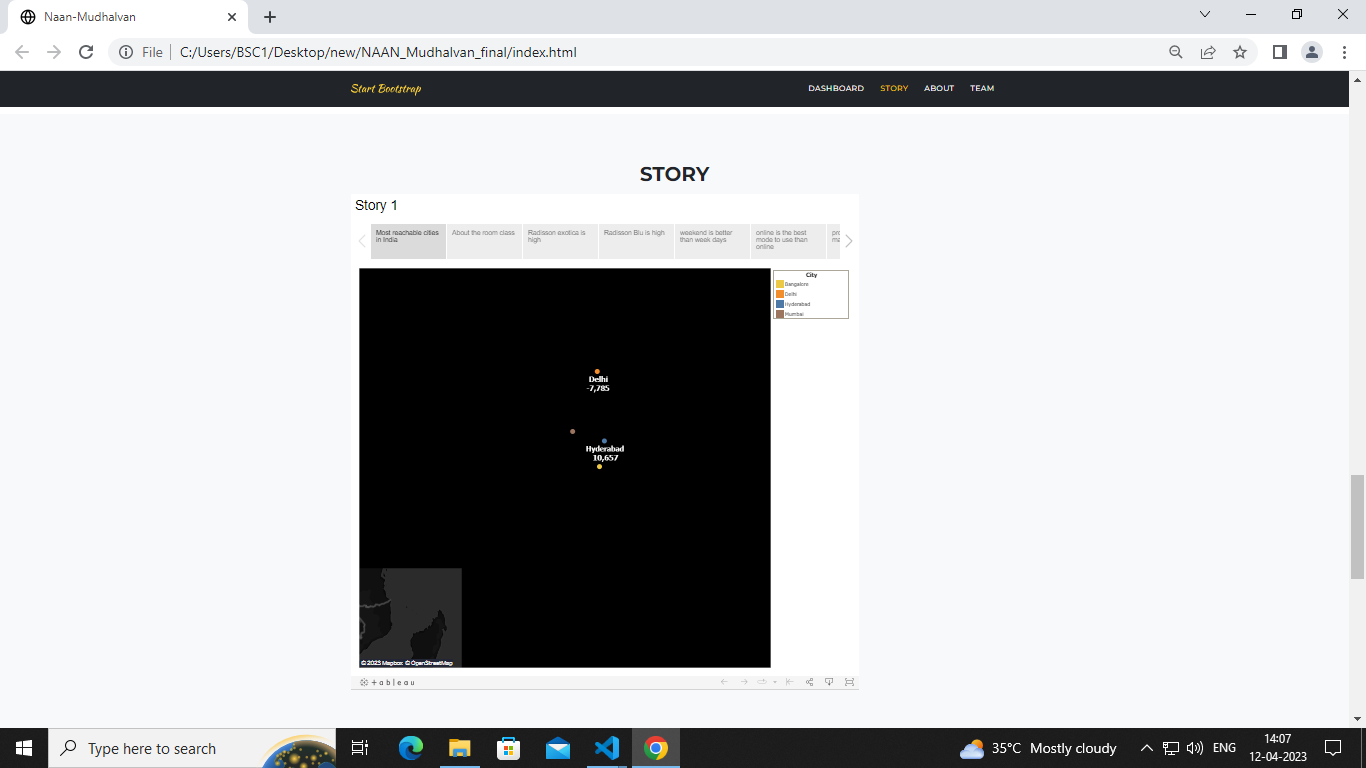 Naan-Mudhalvan
File
C:/Users/BSC1/Desktop/new/NAAN_Mudhalvan_final/index.html
Start Bootstrap
DASHBOARD
STORY
ABOUT
TEAM
STORY
Story 1
Most reachable cities
in India
About the room class
Radisson exotica is
high
Radisson Blu is high
weekend is better
than week days
online is the best
mode to use than
online
pro
ma
City
Bangalore
Delhi
Hyderabad
Mumbai
Delhi
-7,785
Hyderabad
10,657
© 2023 Mapbox © OpenStreetMap
+ a b l e a u
Type here to search
35°C Mostly cloudy
ENG
14:07
12-04-2023